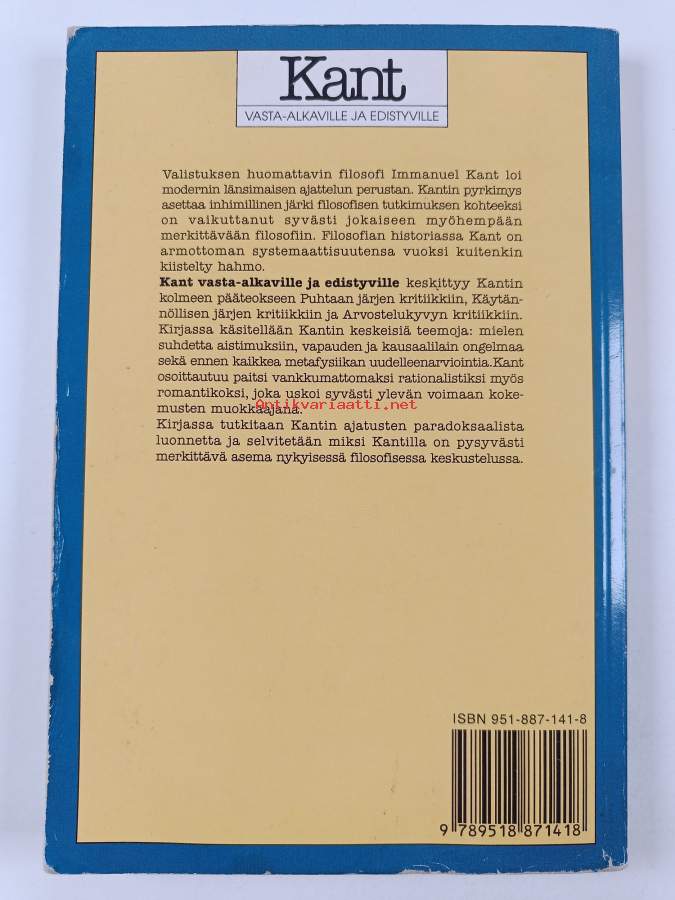 Kant
VASTA-ALKAVILLE JA EDISTYVILLE
Valistuksen huomattavin filosofi Immanuel Kant loi
modernin länsimaisen ajattelun perustan. Kantin pyrkimys
asettaa inhimillinen järki filosofisen tutkimuksen kohteeksi
on vaikuttanut syvästi jokaiseen myöhempään
merkittävään filosofiin. Filosofian historiassa Kant on
armottoman systemaattisuutensa vuoksi kuitenkin
kiistelty hahmo.
Kant vasta-alkaville ja edistyville keskittyy Kantin
kolmeen pääteokseen Puhtaan järjen kritiikkiin, Käytän-
nöllisen järjen kritiikkiin ja Arvostelukyvyn kritiikkiin.
Kirjassa käsitellään Kantin keskeisiä teemoja: mielen
suhdetta aistimuksiin, vapauden ja kausaalilain ongelmaa
sekä ennen kaikkea metafysiikan uudelleenarviointia.Kant
osoittautuu paitsi vankkumattomaksi rationalistiksi myös
romantikoksi, joka uskoi syvästi ylevän voimaan koke-
musten muokkaajana.
Antikvariaatti.net
Kirjassa tutkitaan Kantin ajatusten paradoksaalista
luonnetta ja selvitetään miksi Kantilla on pysyvästi
merkittävä asema nykyisessä filosofisessa keskustelussa.
ISBN 951-887-141-8
9 789518 871418